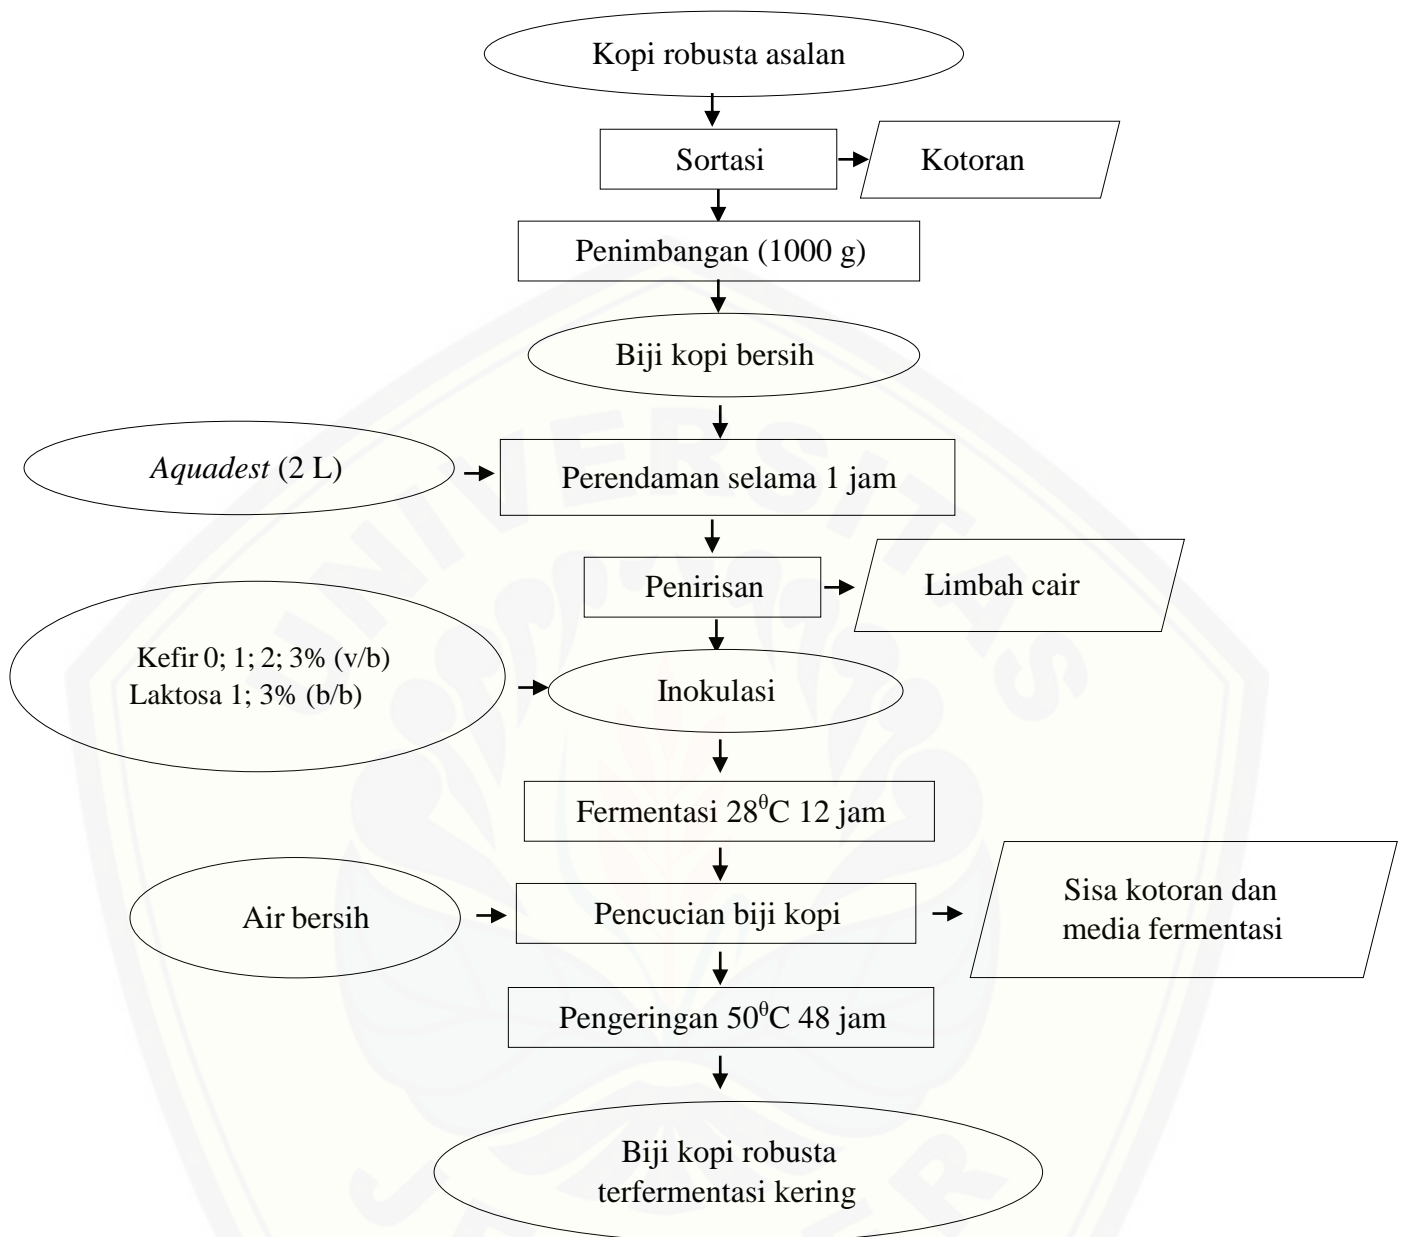 Kopi robusta asalan
Sortasi
Kotoran
Penimbangan (1000 g)
Biji kopi bersih
Aquadest (2 L)
Perendaman selama 1 jam
Penirisan
Limbah cair
Kefir 0; 1; 2; 3% (v/b)
Laktosa 1; 3% (b/b)
Inokulasi
Fermentasi 28⁰C 12 jam
Air bersih
Pencucian biji kopi
Sisa kotoran dan
media fermentasi
Pengeringan 50⁰C 48 jam
Biji kopi robusta
terfermentasi kering
UNIVERSITAS
JEMBER